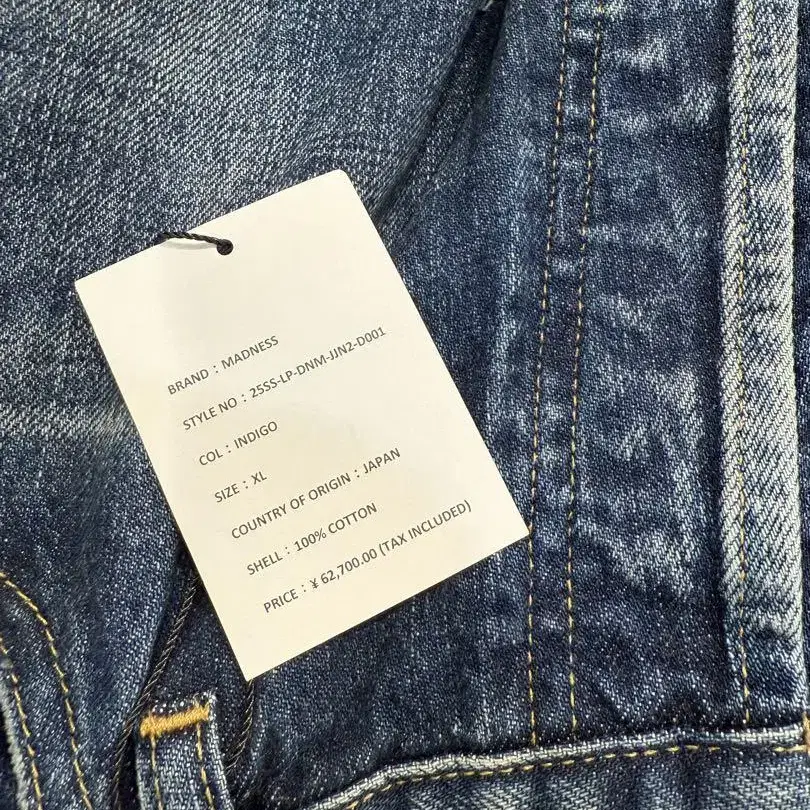 BRAND : MADNESS
STYLE NO : 25SS-LP-DNM-JJN2-D001
COL : INDIGO
SIZE : XL
COUNTRY OF ORIGIN : JAPAN
SHELL : 100% COTTON
PRICE : ¥ 62,700.00 (TAX INCLUDED)